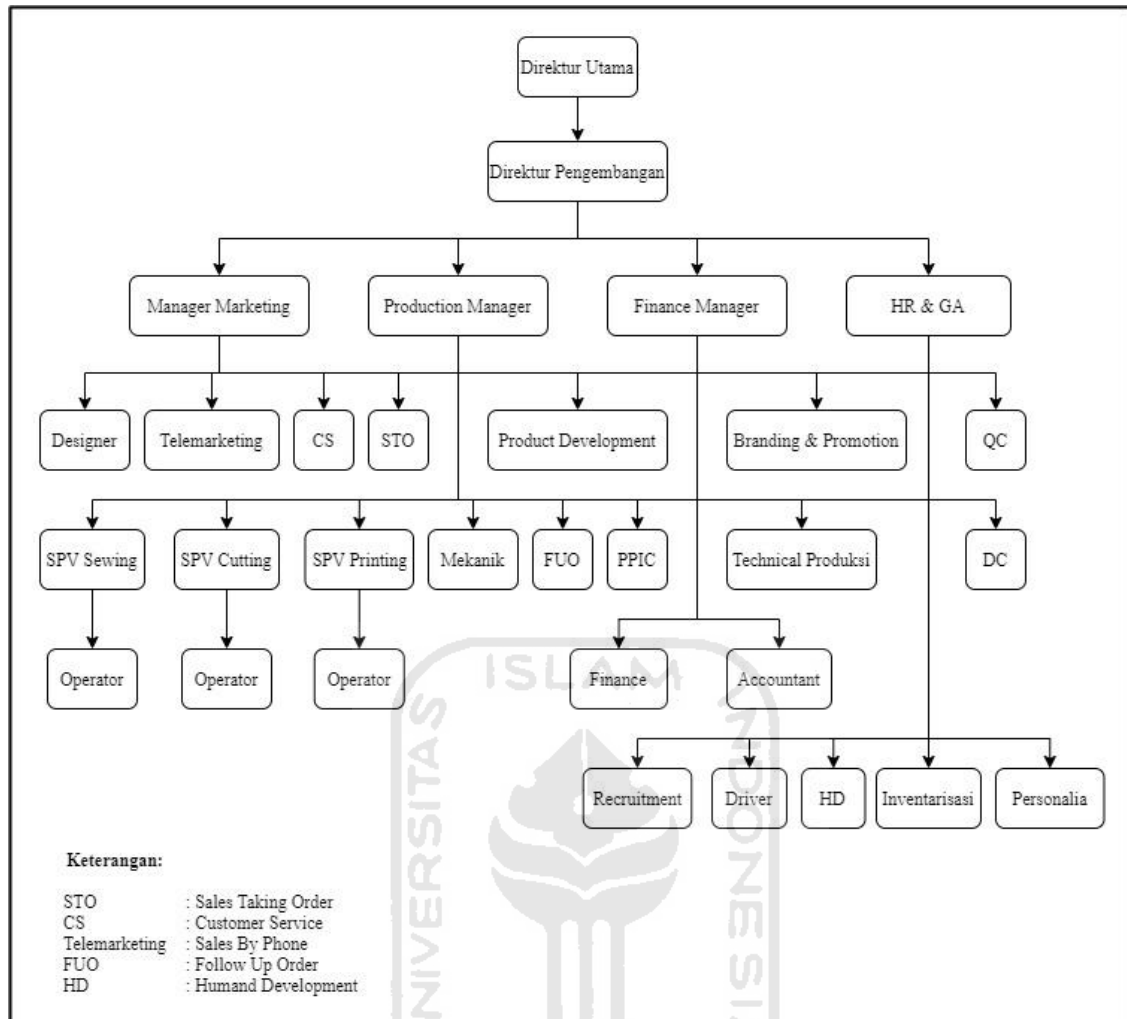 Direktur Utama
Direktur Pengembangan
Manager Marketing
Production Manager
Finance Manager
HR & GA
Designer
Telemarketing
CS
STO
Product Development
Branding & Promotion
QC
SPV Sewing
SPV Cutting
SPV Printing
Mekanik
FUO
PPIC
Technical Produksi
DC
Operator
Operator
Operator
Finance
Accountant
Recruitment
Driver
HD
Inventarisasi
Personalia
Keterangan:
STO : Sales Taking Order
CS : Customer Service
Telemarketing : Sales By Phone
FUO : Follow Up Order
HD : Humand Development
ISLAM
UNIVERSITAS
INDONESIA